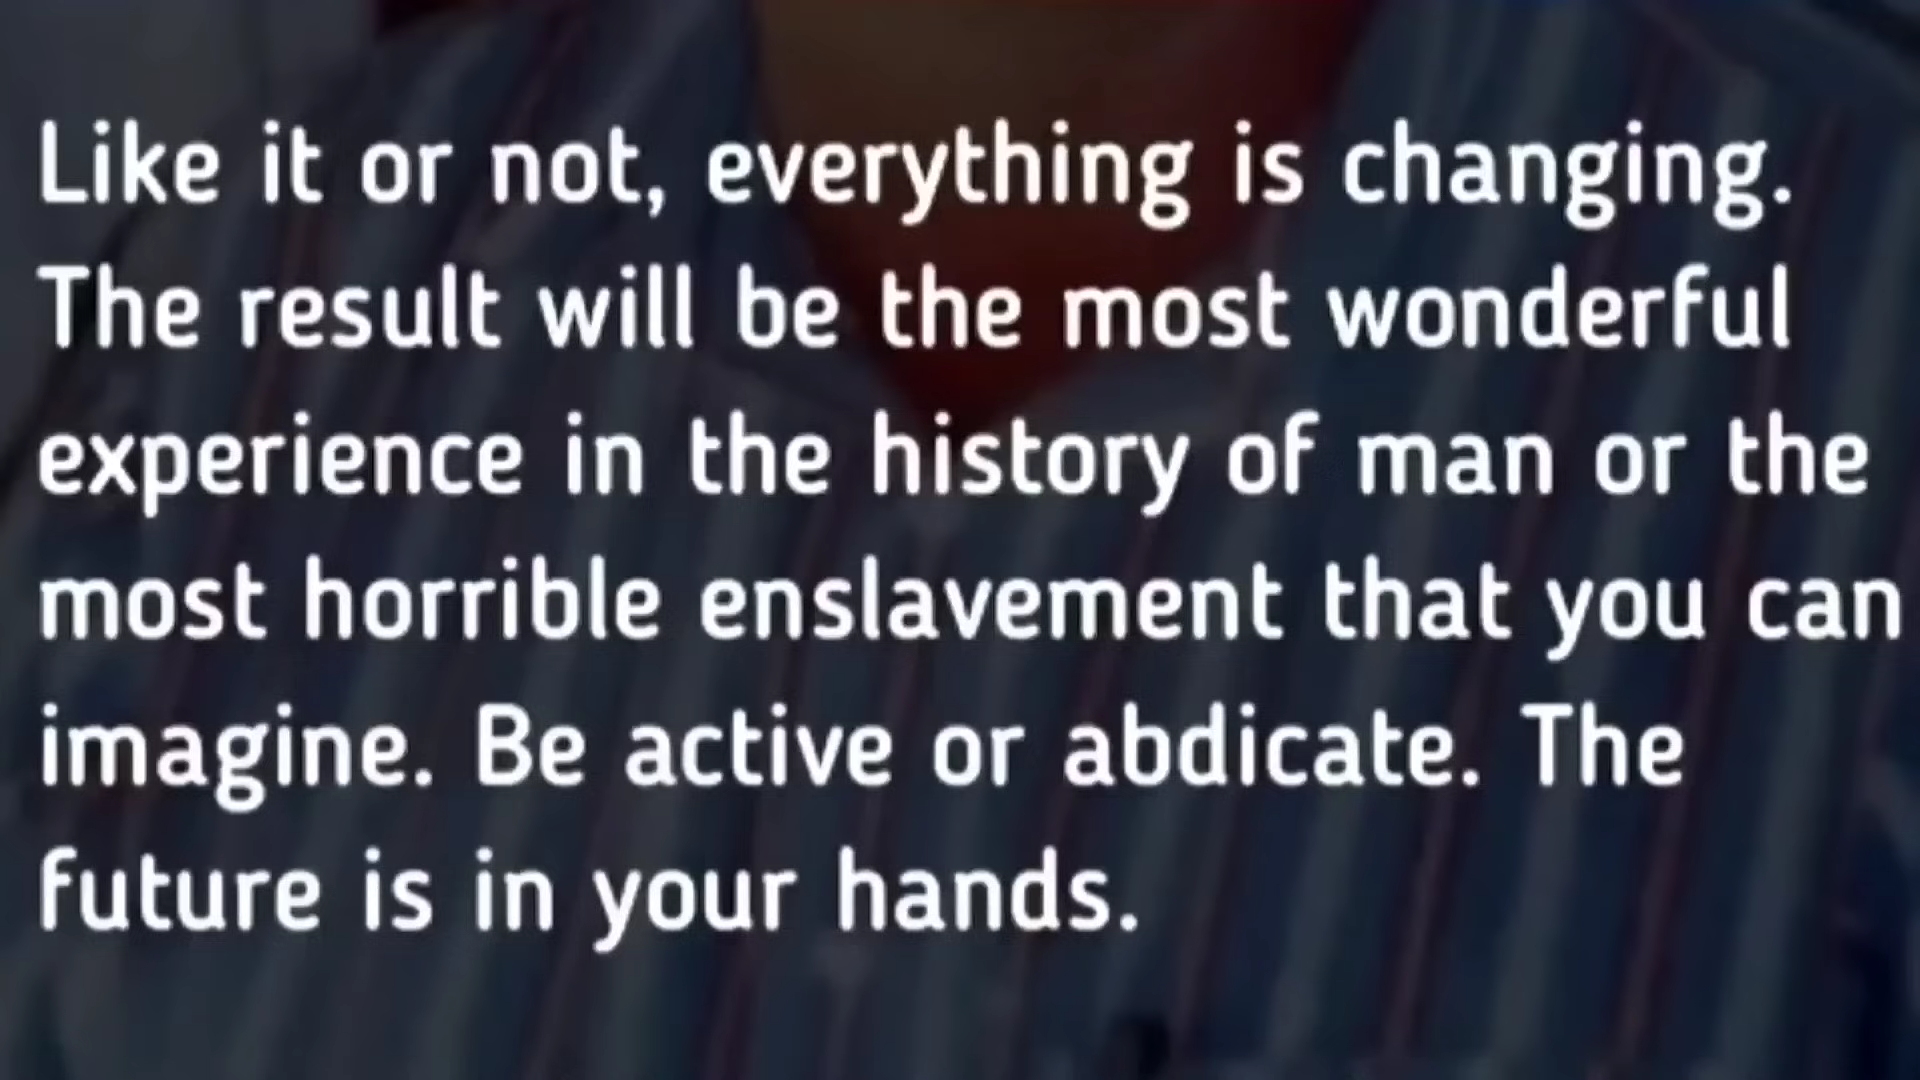 Like it or not, everything is changing.
The result will be the most wonderful
experience in the history of man or the
most horrible enslavement that you can
imagine. Be active or abdicate. The
future is in your hands.